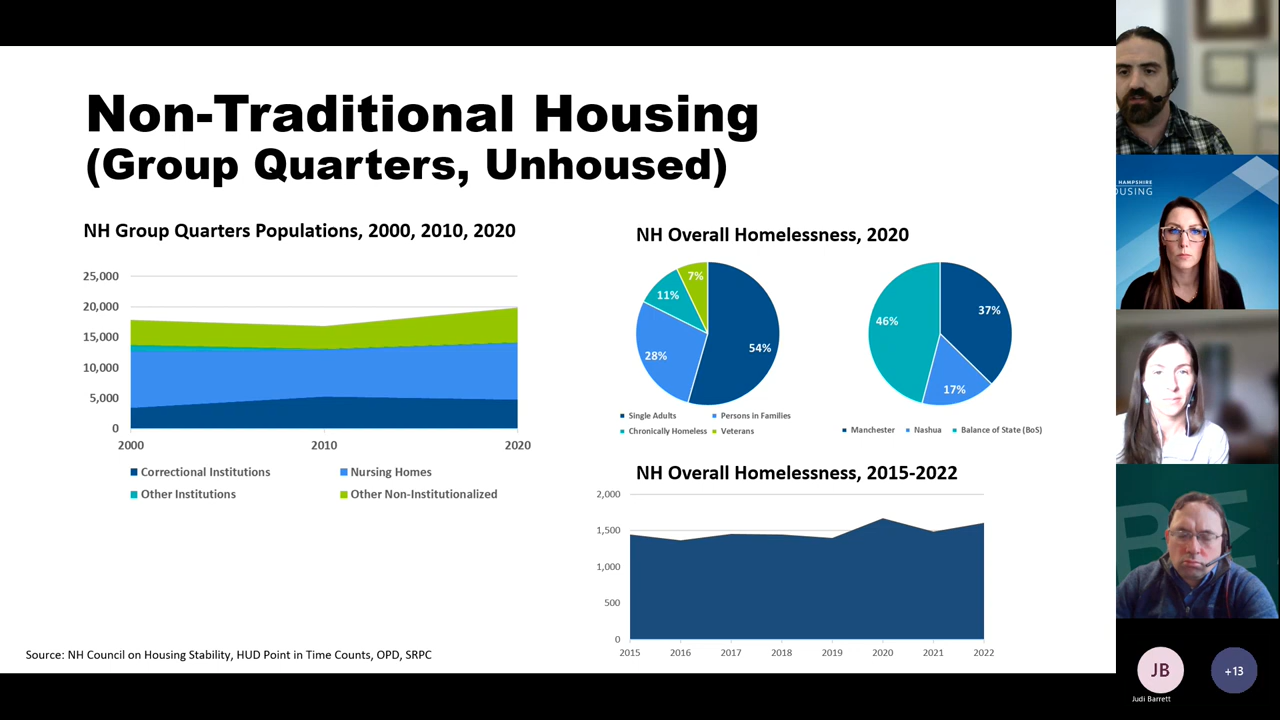 Non-Traditional Housing
(Group Quarters, Unhoused)
NH Group Quarters Populations, 2000, 2010, 2020
25,000
20,000
15,000
10,000
5,000
0
2000 2010 2020
Correctional Institutions Nursing Homes
Other Institutions Other Non-Institutionalized
NH Overall Homelessness, 2020
7%
11%
28%
54%
Single Adults Persons in Families
Chronically Homeless Veterans
46%
37%
17%
Manchester Nashua Balance of State (BoS)
NH Overall Homelessness, 2015-2022
2,000
1,500
1,000
500
0
2015 2016 2017 2018 2019 2020 2021 2022
Source: NH Council on Housing Stability, HUD Point in Time Counts, OPD, SRPC
HAMPSHIRE
OUSING
JB
Judi Barrett
+13